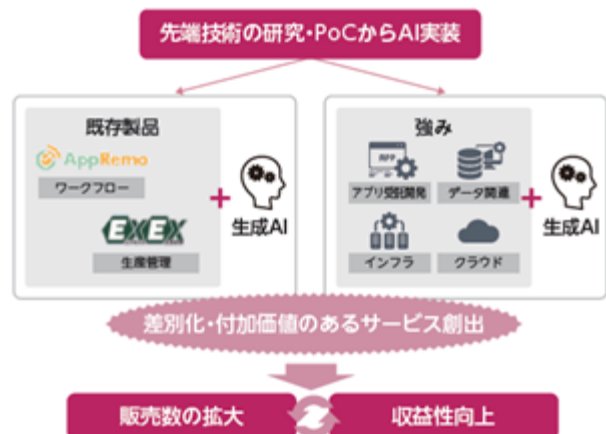 先端技術の研究・PoCからAI実装
既存製品
AppRemo
ワークフロー
EXEX
生産管理
+
生成AI
強み
APP
アプリ受託開発
データ関連
インフラ
クラウド
+
生成AI
差別化・付加価値のあるサービス創出
販売数の拡大
収益性向上